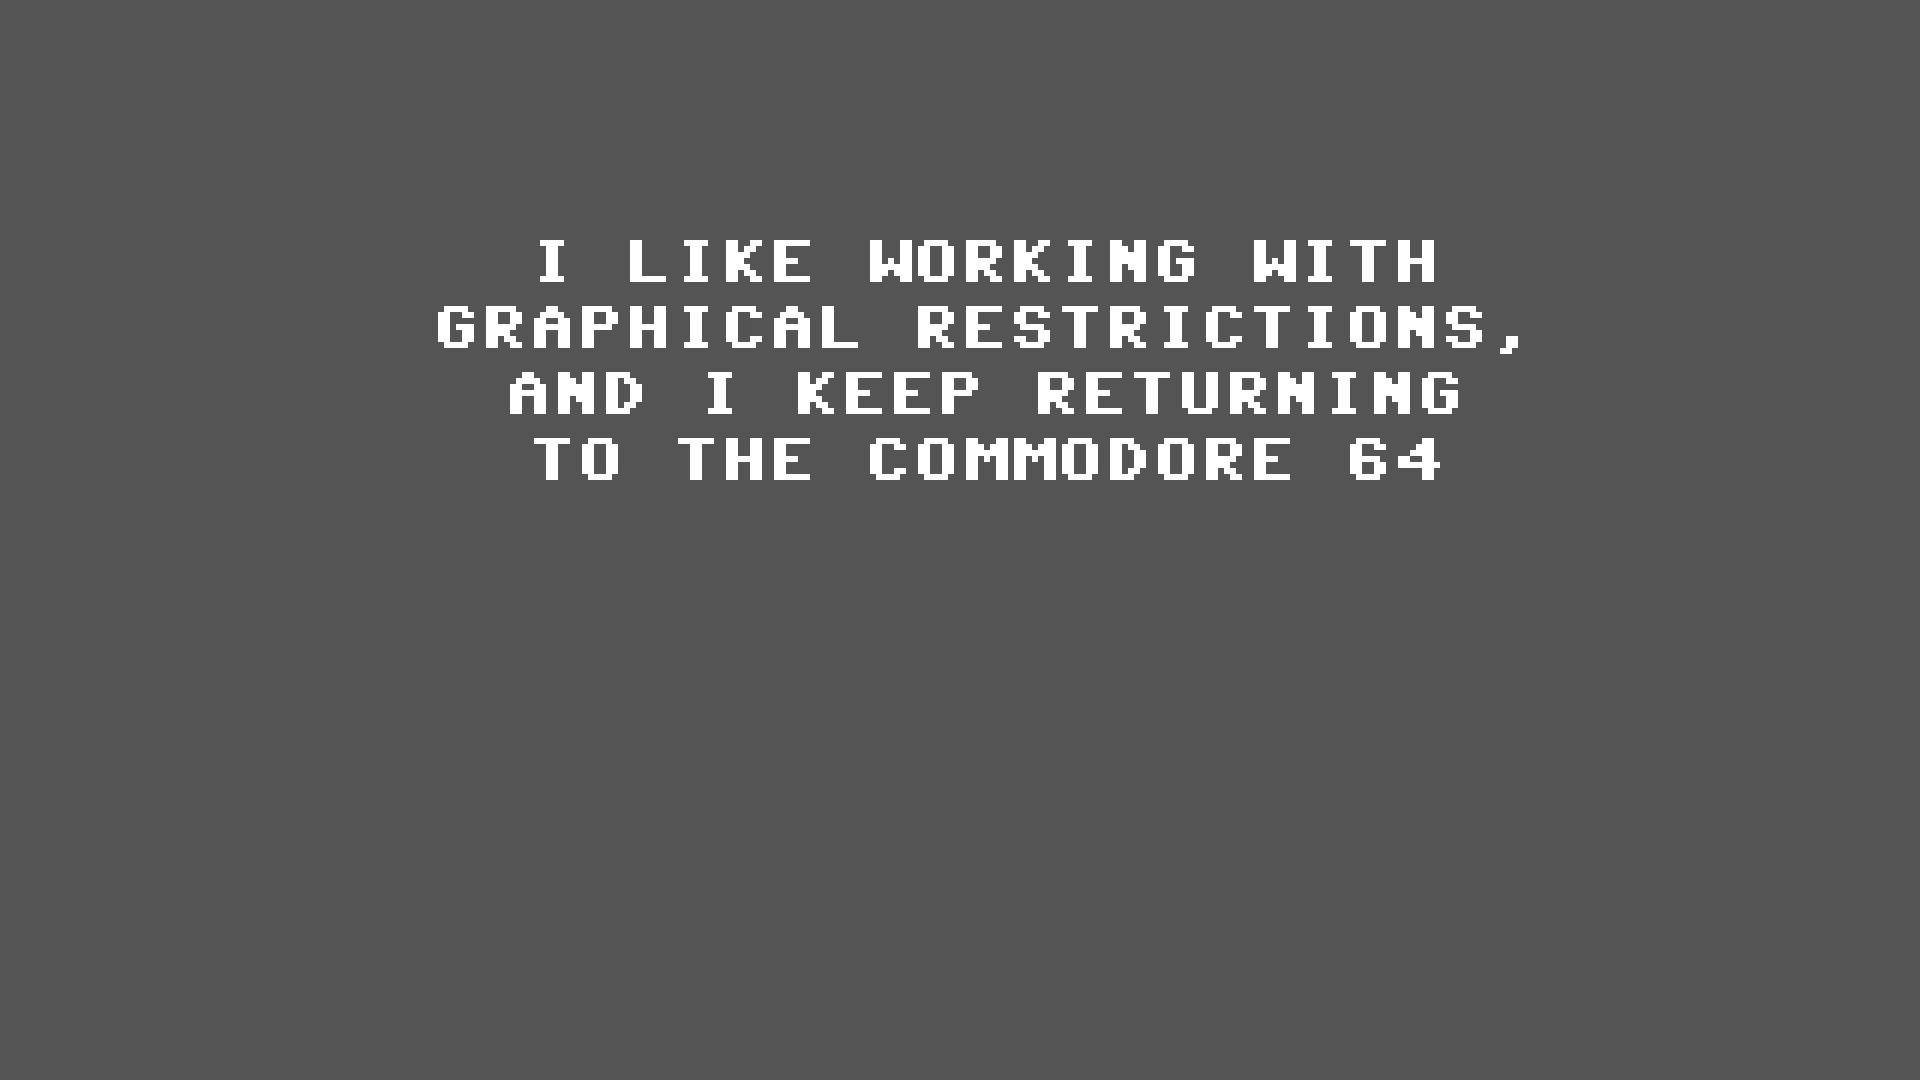 I LIKE WORKING WITH
GRAPHICAL RESTRICTIONS,
AND I KEEP RETURNING
TO THE COMMODORE 64